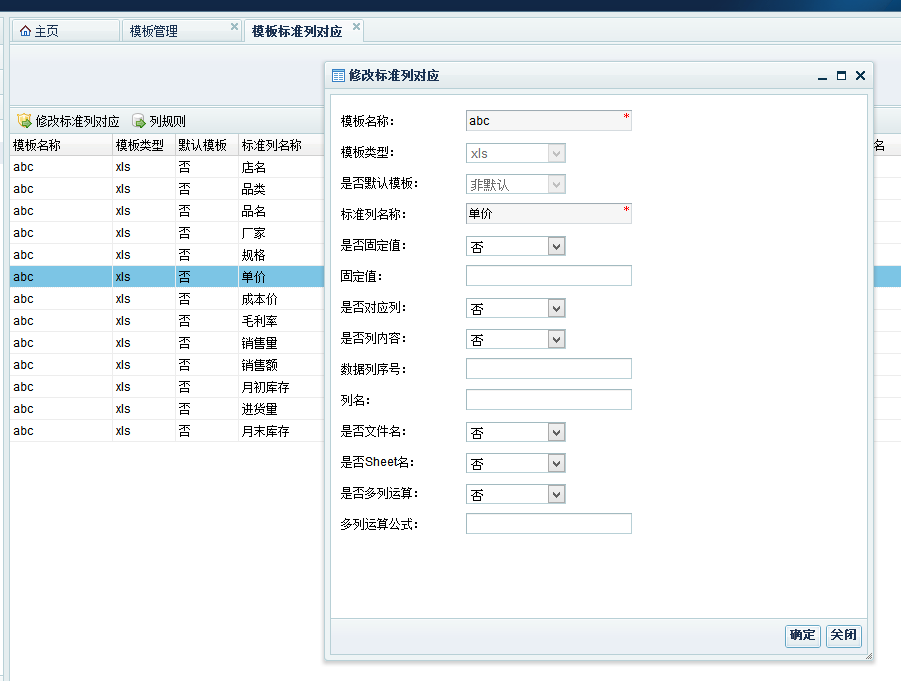 主页 模板管理 模板标准列对应
修改标准列对应
修改标准列对应 列规则
模板名称 模板类型 默认模板 标准列名称 名
abc xls 否 店名
abc xls 否 品类
abc xls 否 品名
abc xls 否 厂家
abc xls 否 规格
abc xls 否 单价
abc xls 否 成本价
abc xls 否 毛利率
abc xls 否 销售量
abc xls 否 销售额
abc xls 否 月初库存
abc xls 否 进货量
abc xls 否 月末库存
模板名称： abc *
模板类型： xls
是否默认模板： 非默认
标准列名称： 单价 *
是否固定值： 否
固定值：
是否对应列： 否
是否列内容： 否
数据列序号：
列名：
是否文件名： 否
是否Sheet名： 否
是否多列运算： 否
多列运算公式：
确定 关闭